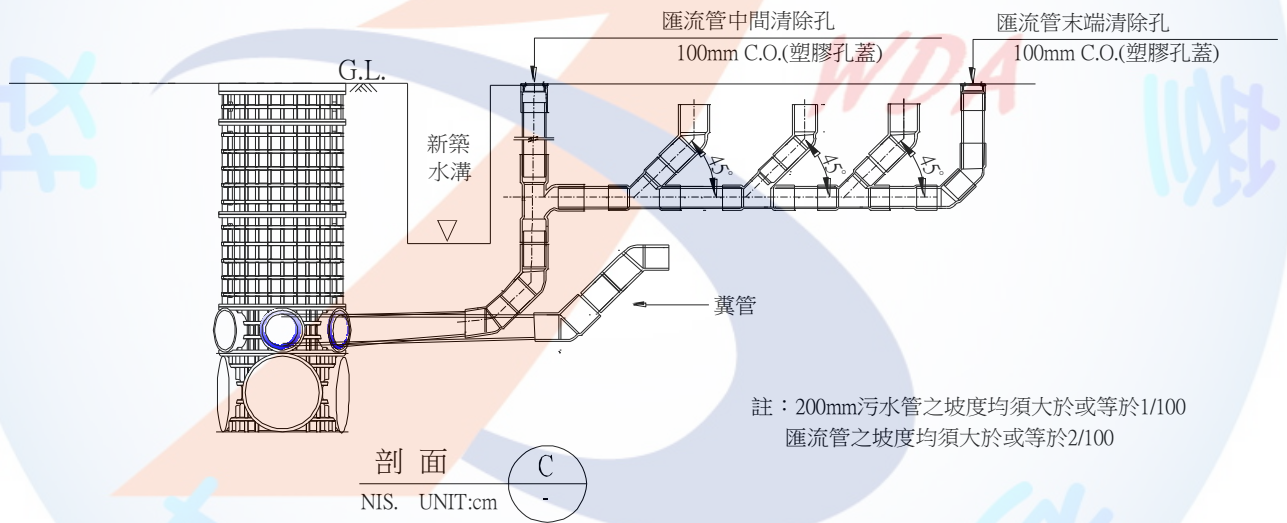 匯流管中間清除孔
100mm C.O.(塑膠孔蓋)
匯流管末端清除孔
100mm C.O.(塑膠孔蓋)
G.L.
WDA
新築
水溝
45°
45°
45°
糞管
註：200mm污水管之坡度均須大於或等於1/100
匯流管之坡度均須大於或等於2/100
剖面
C
-
NIS. UNIT:cm
技